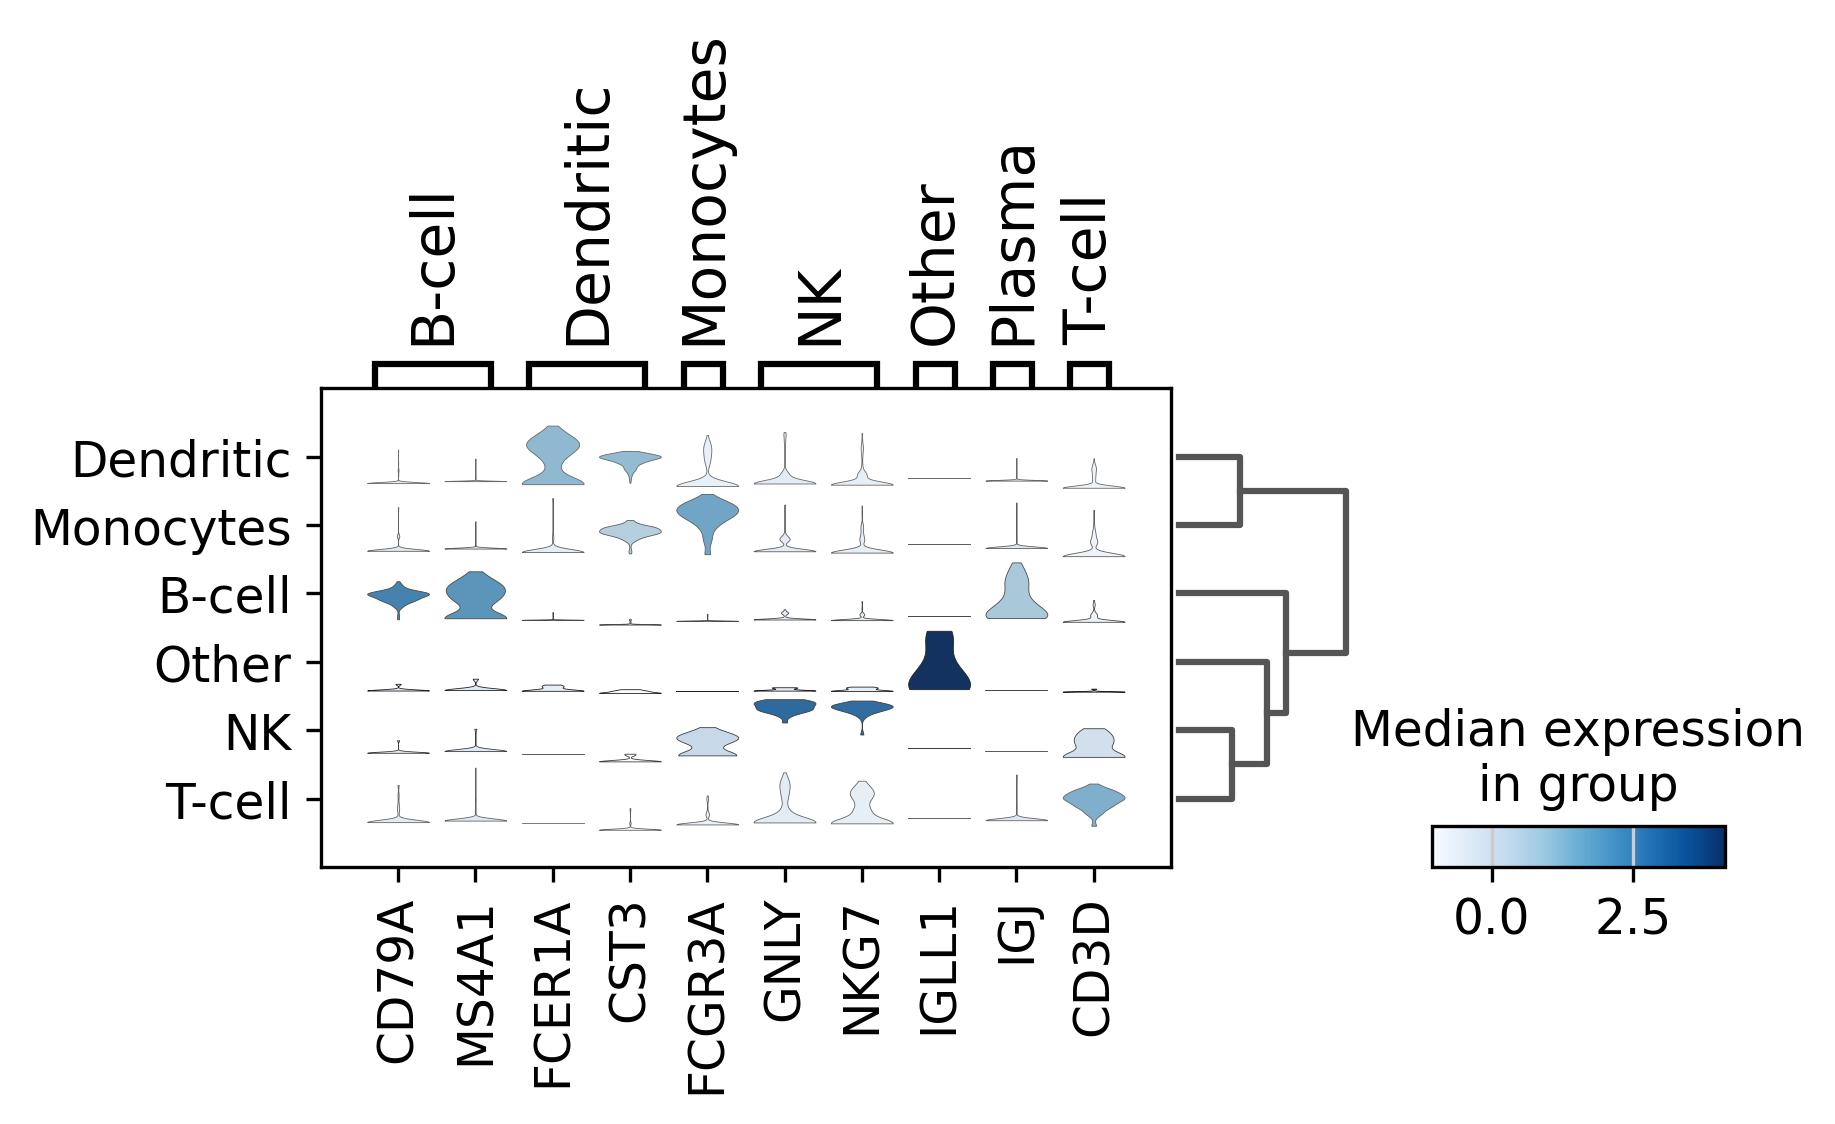 B-cell
Dendritic
Monocytes
NK
Other
Plasma
T-cell
Dendritic
Monocytes
B-cell
Other
NK
T-cell
CD79A
MS4A1
FCER1A
CST3
FCGR3A
GNLY
NKG7
IGLL1
IGJ
CD3D
Median expression
in group
0.0 2.5